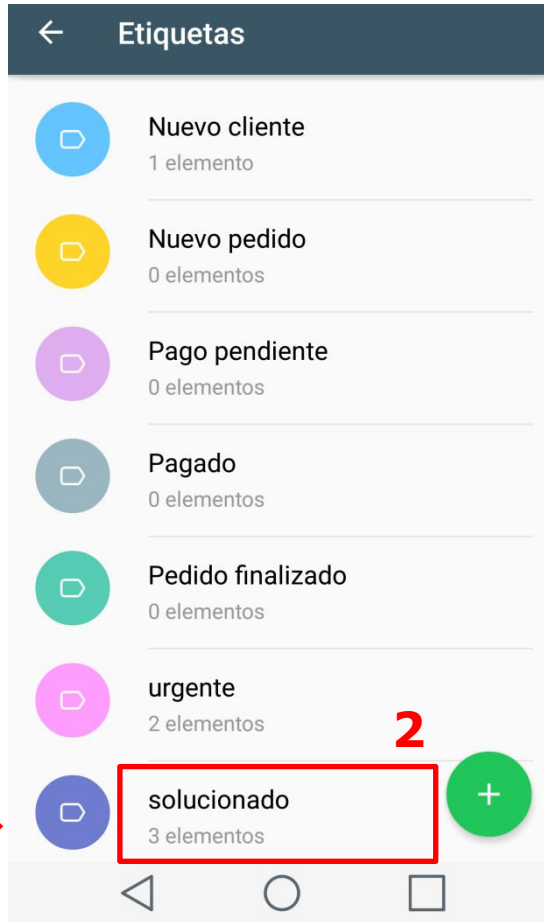 Etiquetas
Nuevo cliente
1 elemento
Nuevo pedido
0 elementos
Pago pendiente
0 elementos
Pagado
0 elementos
Pedido finalizado
0 elementos
urgente
2 elementos
2
solucionado
3 elementos